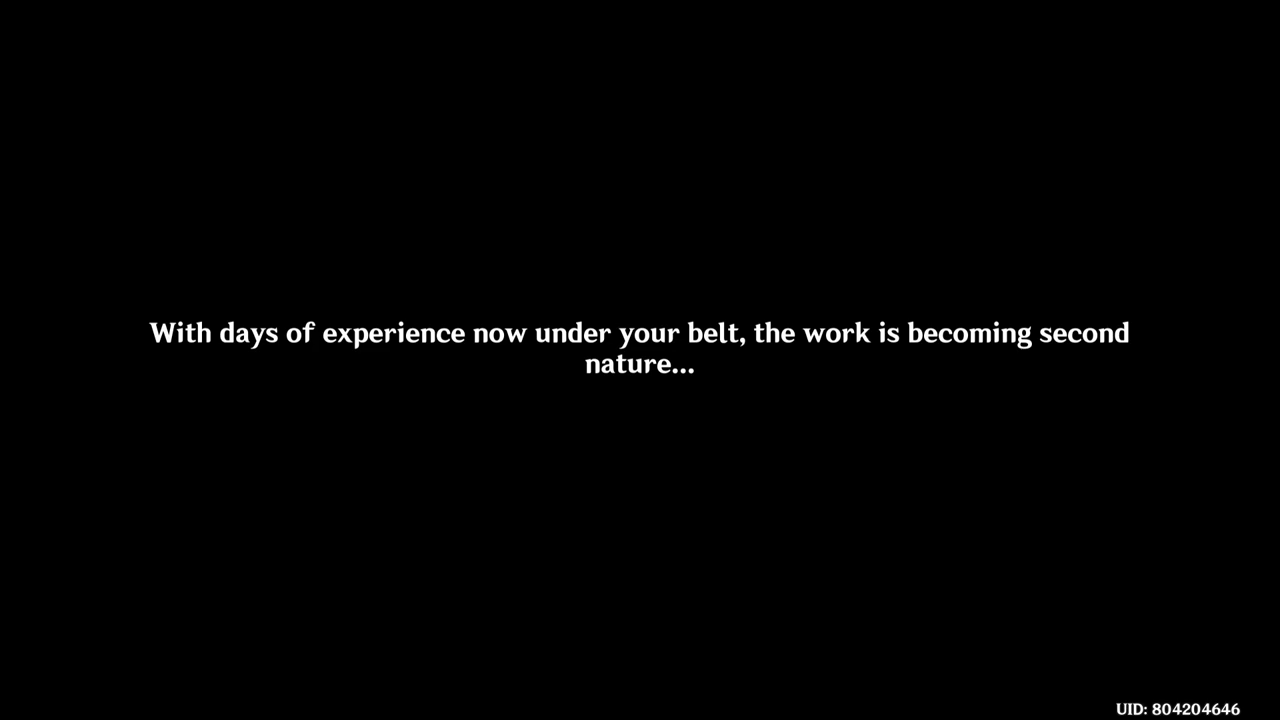 With days of experience now under your belt, the work is becoming second
nature...
UID: 804204646